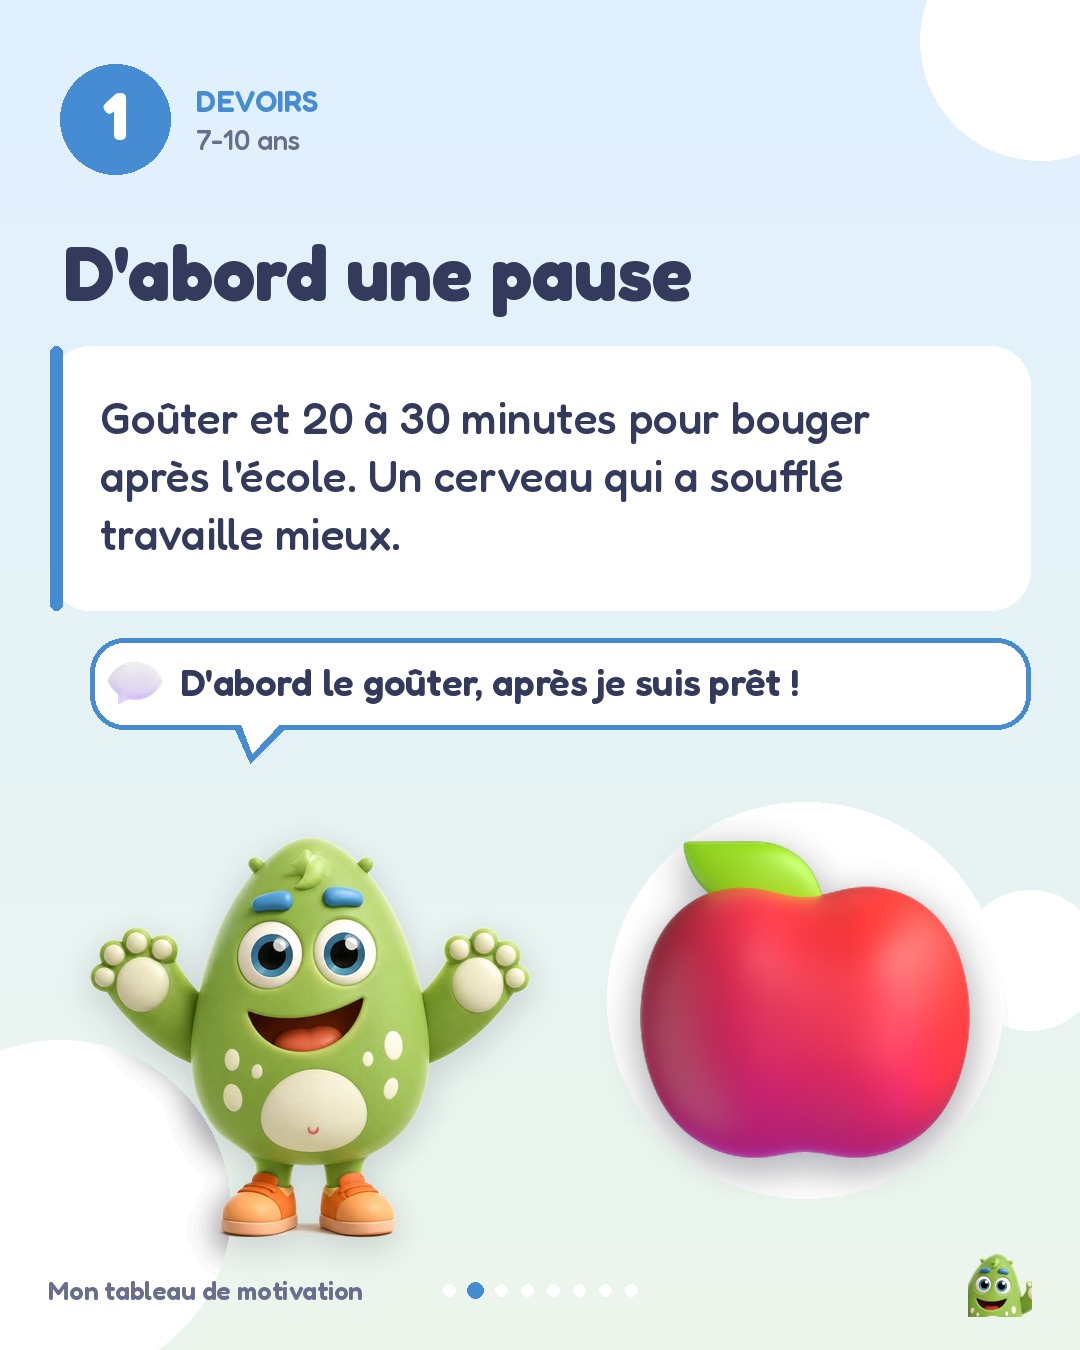 1
DEVOIRS
7-10 ans
D'abord une pause
Goûter et 20 à 30 minutes pour bouger
après l'école. Un cerveau qui a soufflé
travaille mieux.
D'abord le goûter, après je suis prêt !
Mon tableau de motivation